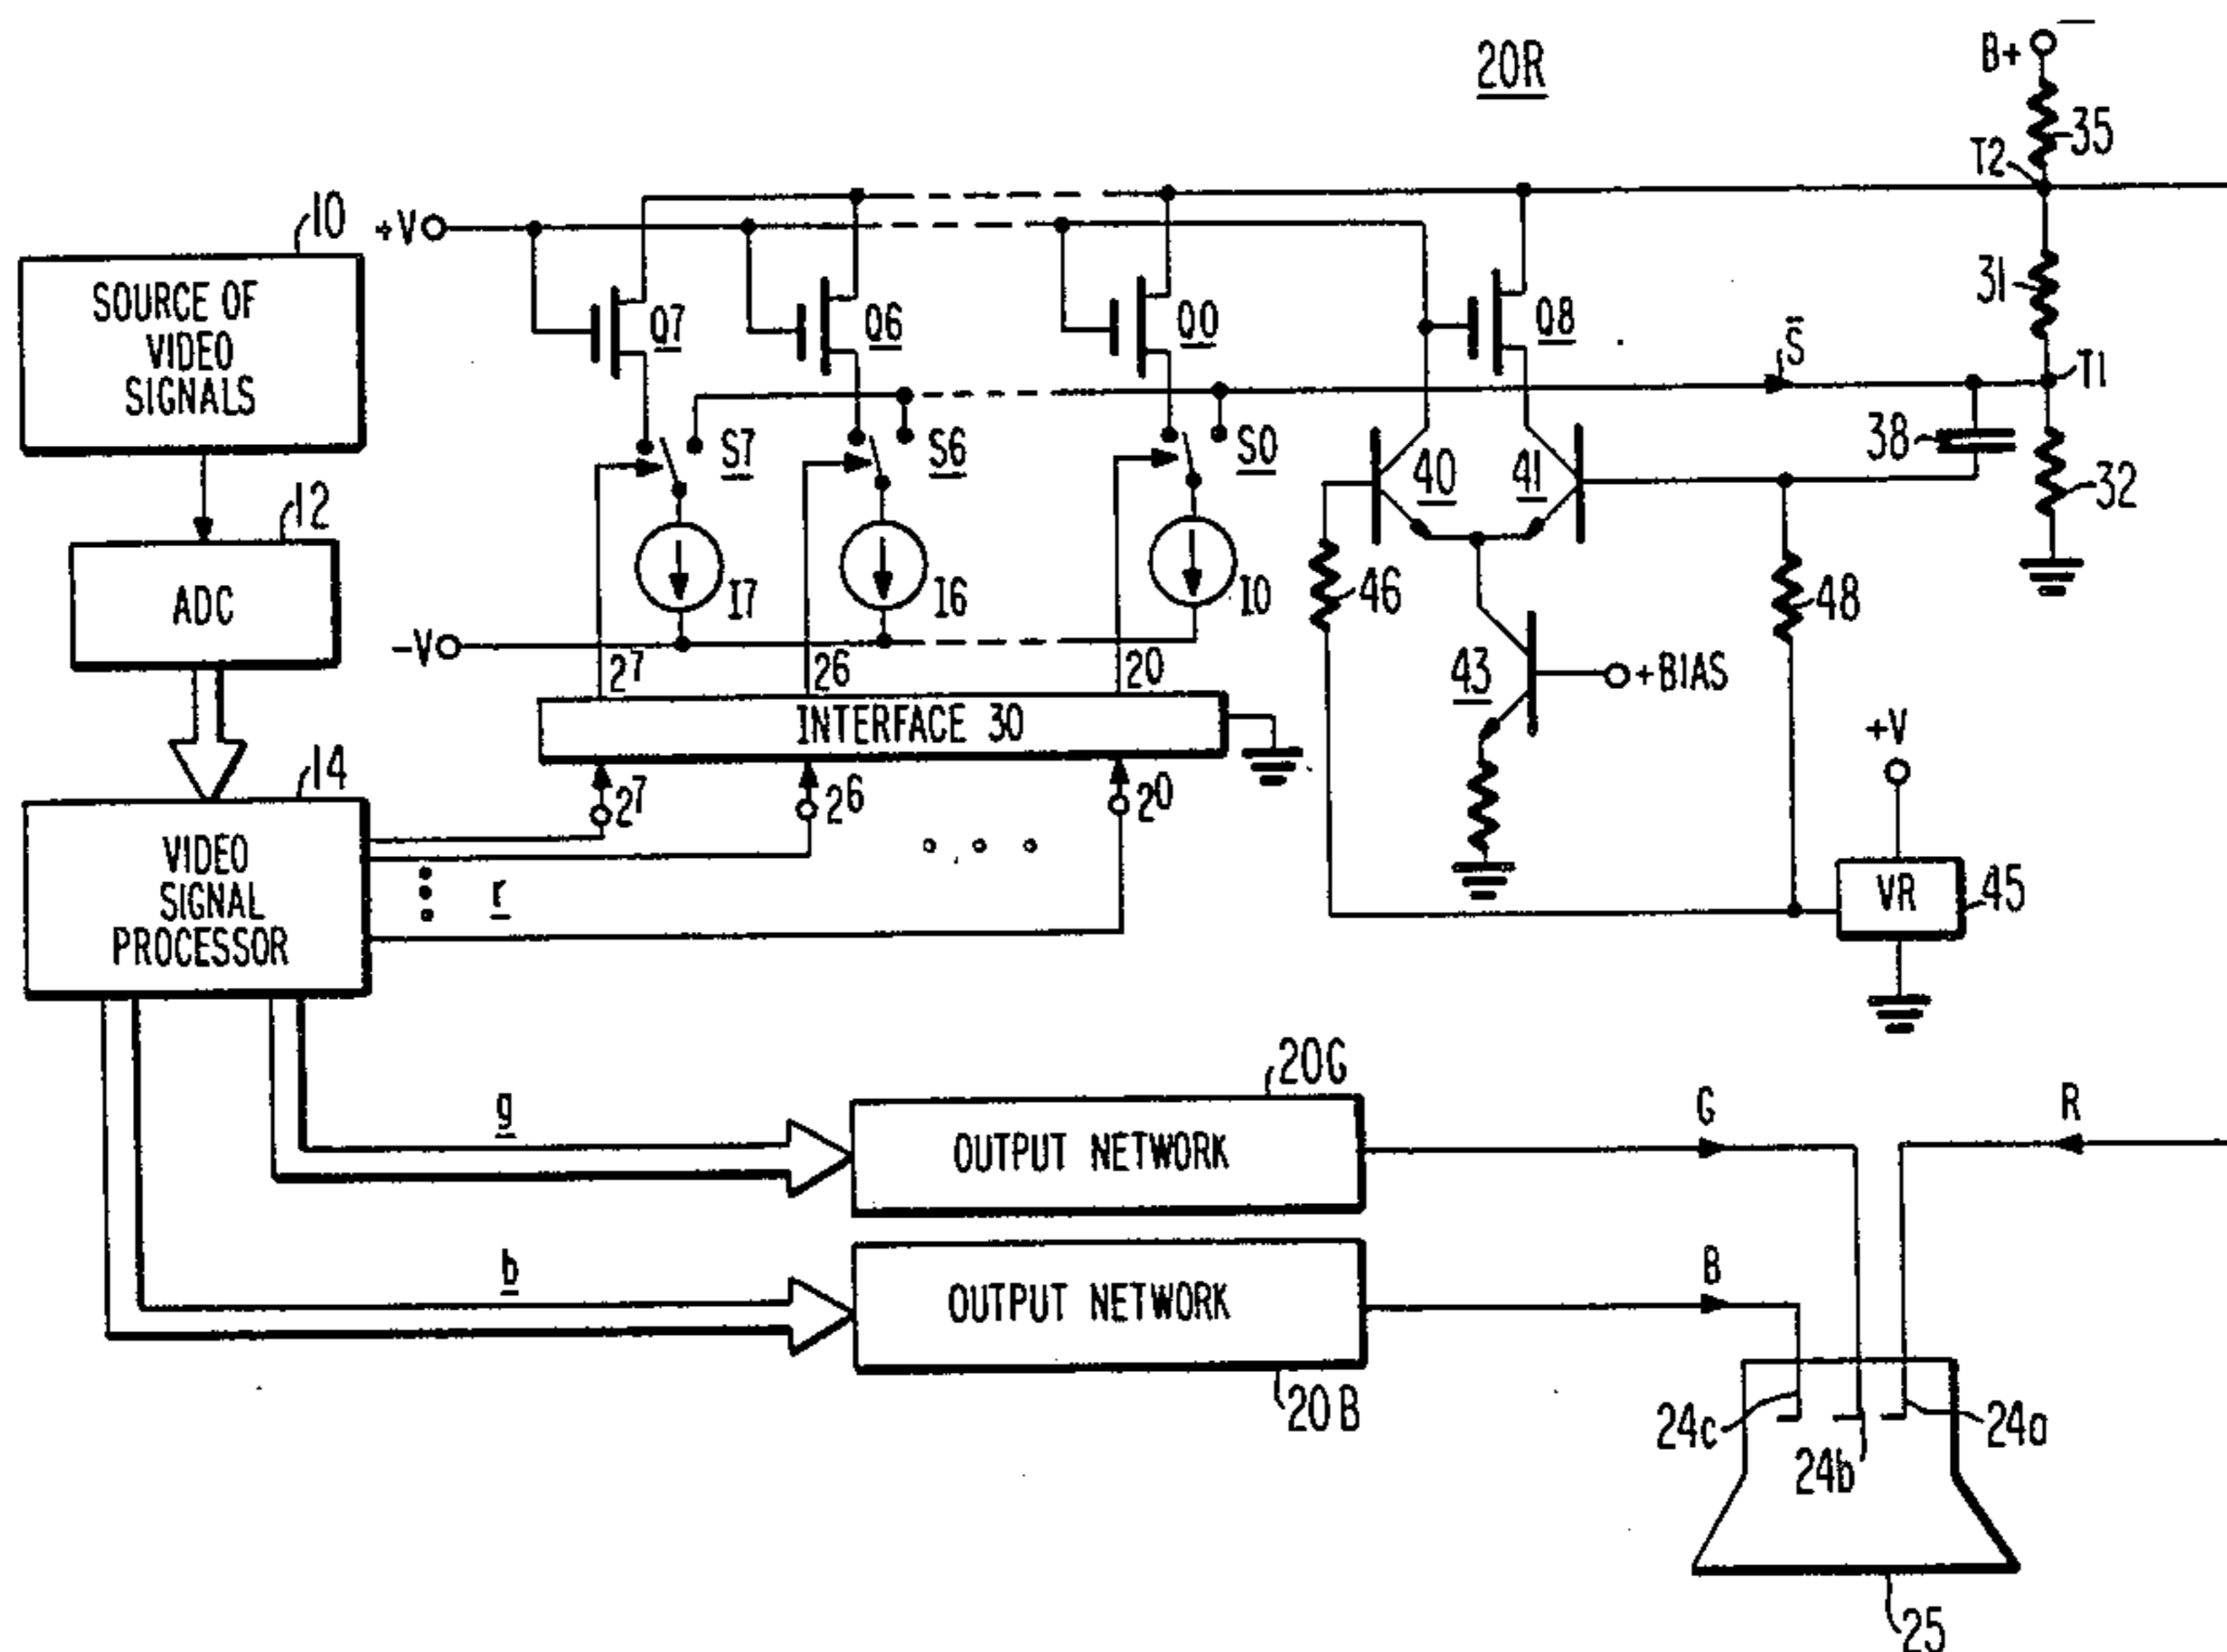 20R
B+
35
T2
10
+V
SOURCE OF
VIDEO
SIGNALS
Q7
Q6
Q0
Q8
31
S̄
T1
S7
S6
S0
40
41
38
32
12
ADC
I7
I6
I0
46
48
-V
2⁷
2⁶
2⁰
43
+BIAS
INTERFACE 30
+V
14
2⁷
2⁶
2⁰
VIDEO
SIGNAL
PROCESSOR
r
VR
45
20G
g
OUTPUT NETWORK
G
R
b
OUTPUT NETWORK
B
20B
24c
24b
24a
25